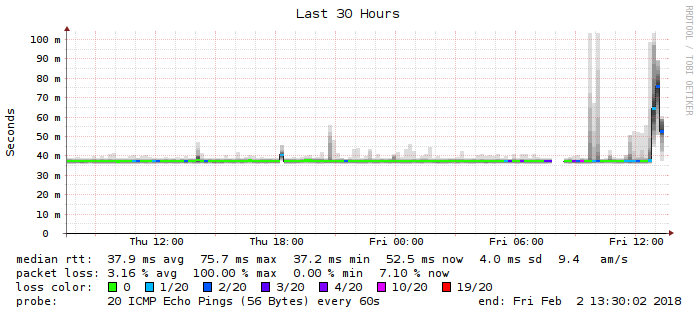 Last 30 Hours
RRDTOOL / TOBI OETIKER
Seconds
100 m
90 m
80 m
70 m
60 m
50 m
40 m
30 m
20 m
10 m
0
Thu 12:00 Thu 18:00 Fri 00:00 Fri 06:00 Fri 12:00
median rtt: 37.9 ms avg 75.7 ms max 37.2 ms min 52.5 ms now 4.0 ms sd 9.4 am/s
packet loss: 3.16 % avg 100.00 % max 0.00 % min 7.10 % now
loss color: 0 1/20 2/20 3/20 4/20 10/20 19/20
probe: 20 ICMP Echo Pings (56 Bytes) every 60s end: Fri Feb 2 13:30:02 2018